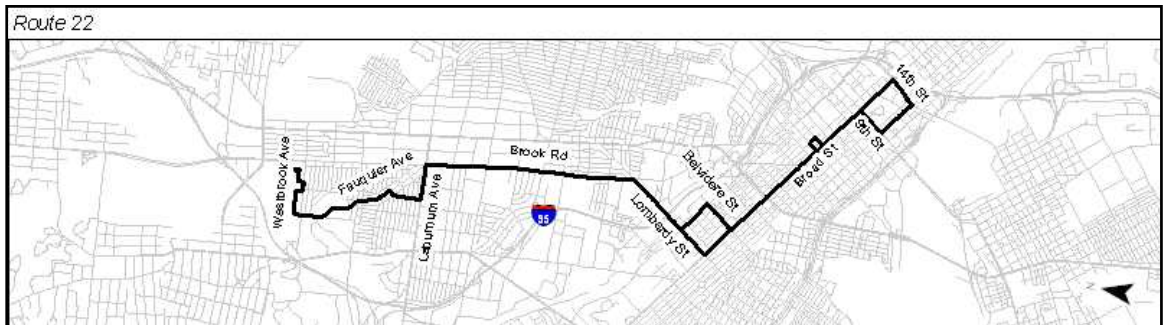 Route 22
14th St
9th St
Broad St
Belvidere St
Brook Rd
Fauquier Ave
Westbrook Ave
Laburnum Ave
Lombardy St
95